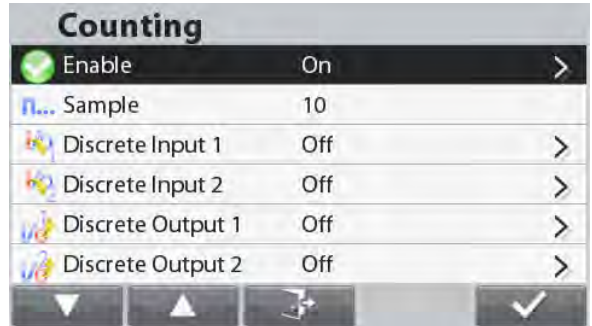 Counting
Enable On
n... Sample 10
Discrete Input 1 Off
Discrete Input 2 Off
Discrete Output 1 Off
Discrete Output 2 Off